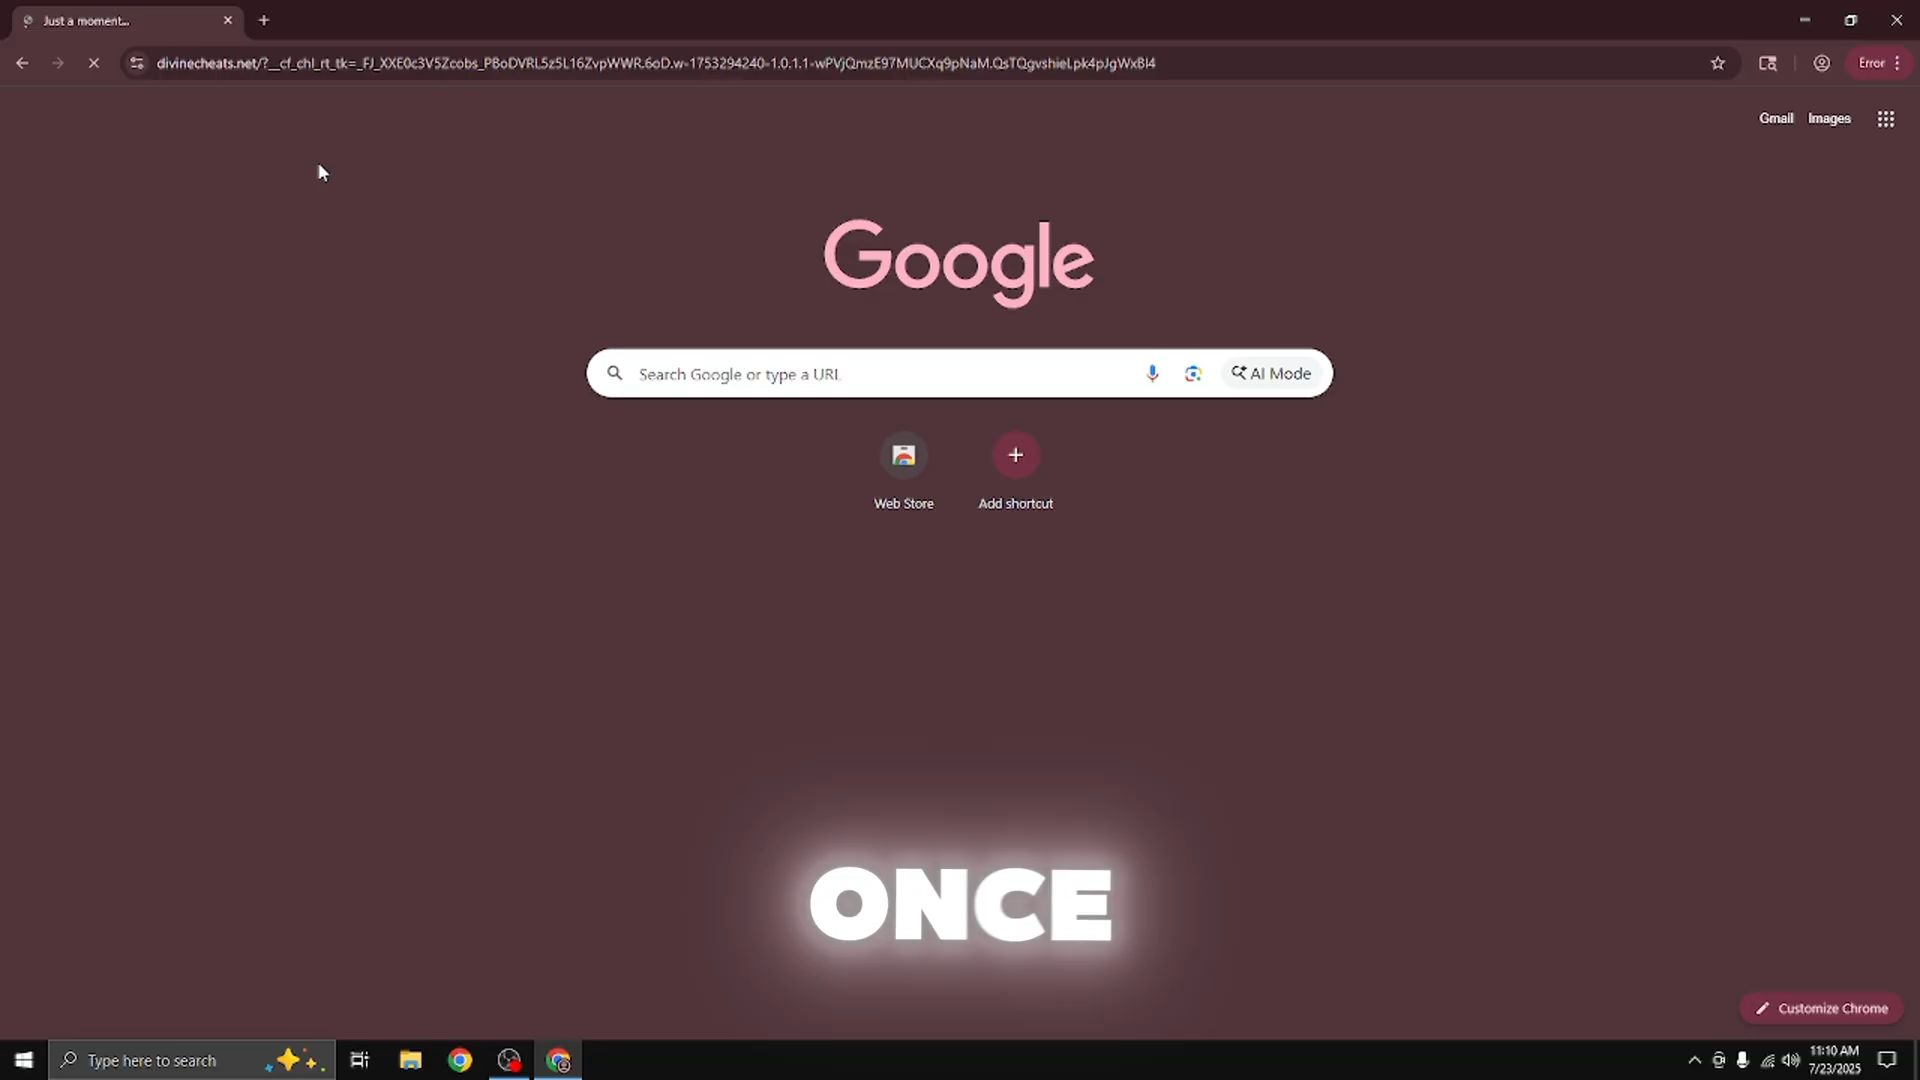 Just a moment...
divinecheats.net/?__cf_chl_rt_tk=_FJ_XXE0c3V5Zcobs_PBoDVRL5z5L16ZvpWWR.6oD.w-1753294240-1.0.1.1-wPVjQmzE97MUCXq9pNaM.QsTQgvshieLpk4pJgWxBl4
Error
Gmail Images
Google
Search Google or type a URL
AI Mode
Web Store Add shortcut
ONCE
Customize Chrome
Type here to search
11:10 AM
7/23/2025